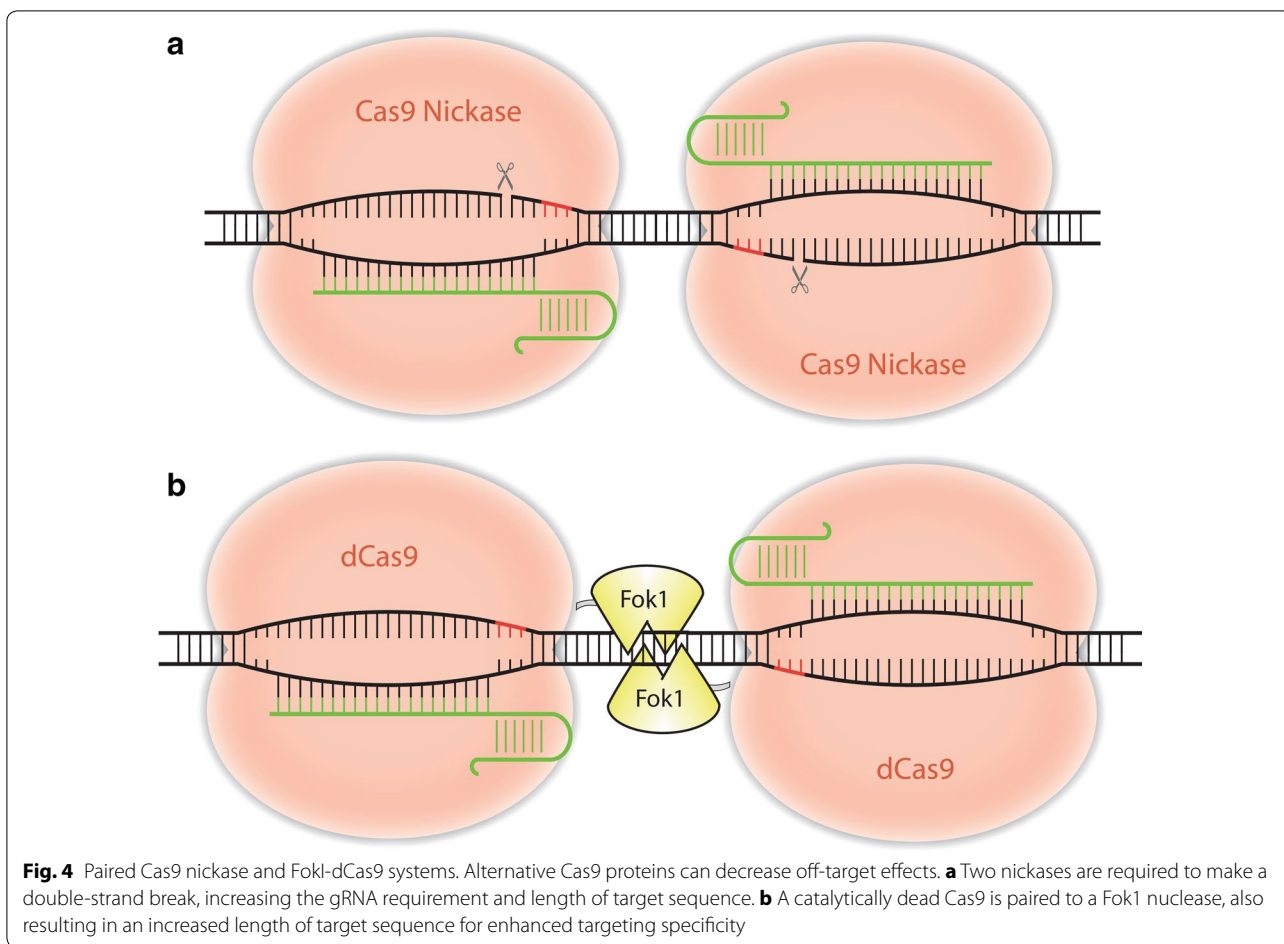 a
Cas9 Nickase
Cas9 Nickase
b
dCas9
Fok1
Fok1
dCas9
Fig. 4 Paired Cas9 nickase and FokI-dCas9 systems. Alternative Cas9 proteins can decrease off-target effects. a Two nickases are required to make a
double-strand break, increasing the gRNA requirement and length of target sequence. b A catalytically dead Cas9 is paired to a Fok1 nuclease, also
resulting in an increased length of target sequence for enhanced targeting specificity